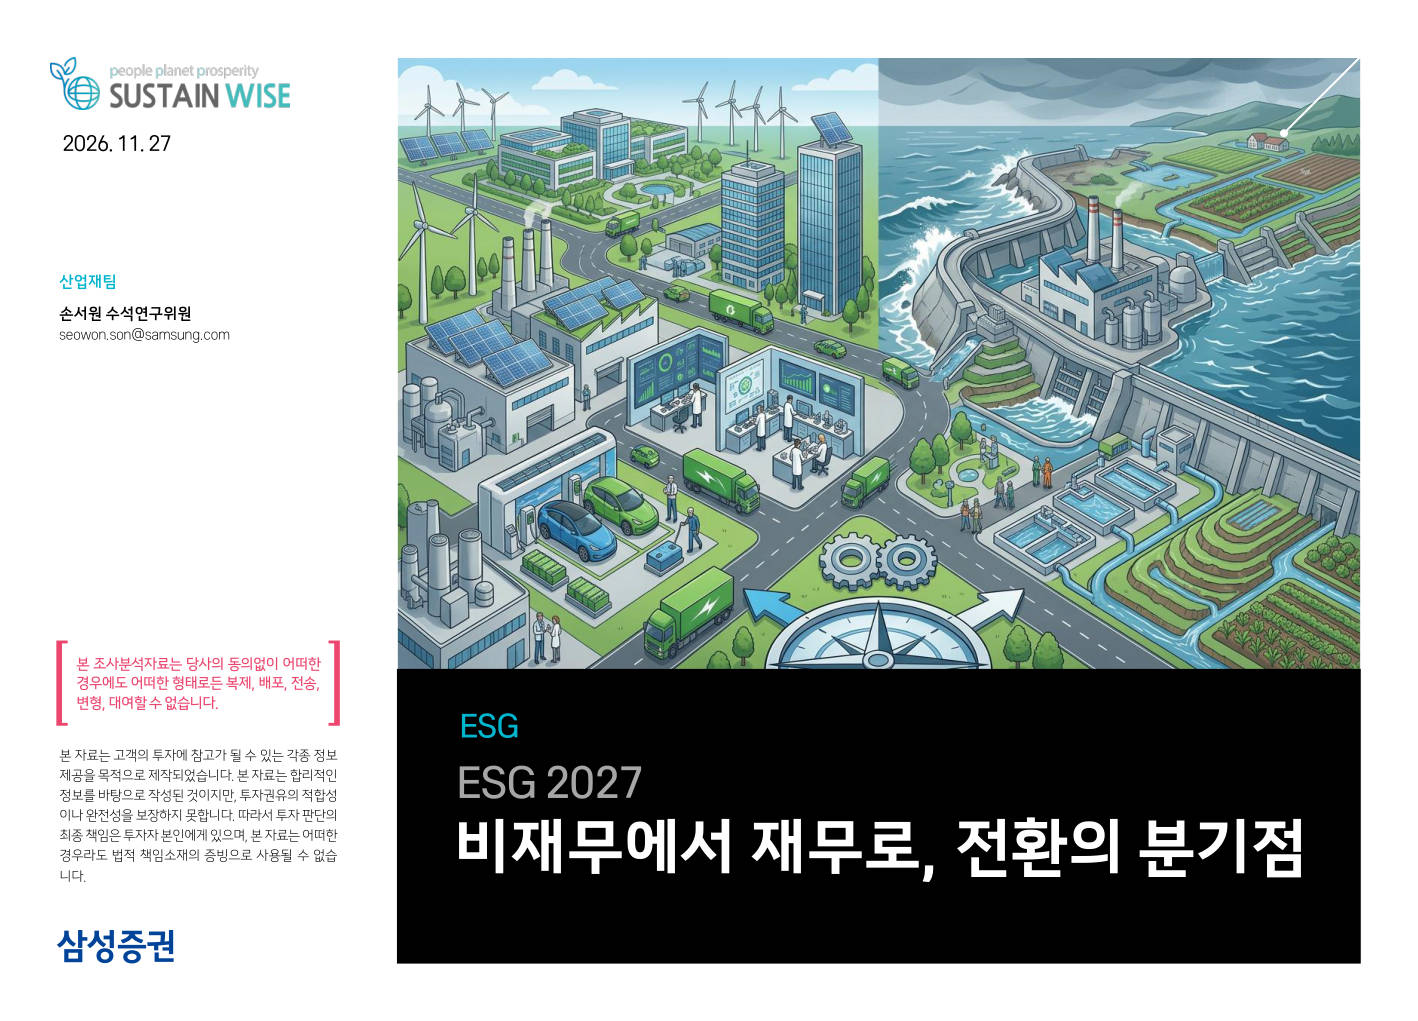 people planet prosperity
SUSTAIN WISE
2026. 11. 27
산업재팀
손서원 수석연구위원
seowon.son@samsung.com
본 조사분석자료는 당사의 동의없이 어떠한
경우에도 어떠한 형태로든 복제, 배포, 전송,
변형, 대여할 수 없습니다.
본 자료는 고객의 투자에 참고가 될 수 있는 각종 정보
제공을 목적으로 제작되었습니다. 본 자료는 합리적인
정보를 바탕으로 작성된 것이지만, 투자권유의 적합성
이나 완전성을 보장하지 못합니다. 따라서 투자 판단의
최종 책임은 투자자 본인에게 있으며, 본 자료는 어떠한
경우라도 법적 책임소재의 증빙으로 사용될 수 없습
니다.
삼성증권
ESG
ESG 2027
비재무에서 재무로, 전환의 분기점